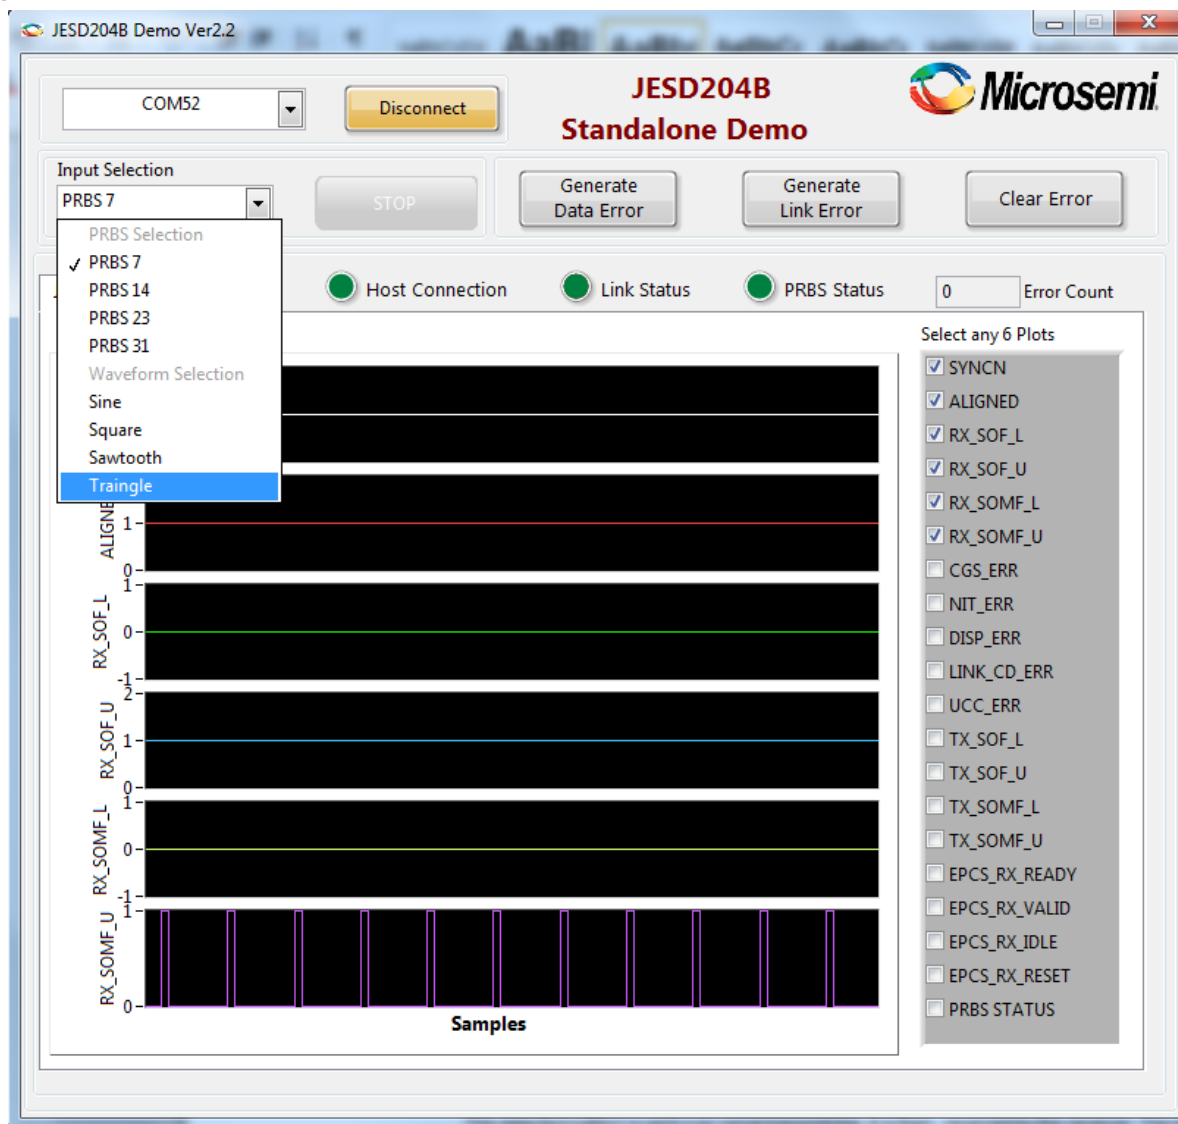 JESD204B Demo Ver2.2
COM52
Disconnect
JESD204B
Standalone Demo
Microsemi
Input Selection
PRBS 7
STOP
Generate
Data Error
Generate
Link Error
Clear Error
PRBS Selection
PRBS 7
PRBS 14
PRBS 23
PRBS 31
Waveform Selection
Sine
Square
Sawtooth
Traingle
Host Connection
Link Status
PRBS Status
0
Error Count
Select any 6 Plots
SYNCN
ALIGNED
RX_SOF_L
RX_SOF_U
RX_SOMF_L
RX_SOMF_U
CGS_ERR
NIT_ERR
DISP_ERR
LINK_CD_ERR
UCC_ERR
TX_SOF_L
TX_SOF_U
TX_SOMF_L
TX_SOMF_U
EPCS_RX_READY
EPCS_RX_VALID
EPCS_RX_IDLE
EPCS_RX_RESET
PRBS STATUS
1
0
RX_SOF_L
1
0
-1
RX_SOF_U
2
1
0
RX_SOMF_L
1
0
-1
RX_SOMF_U
1
0
Samples